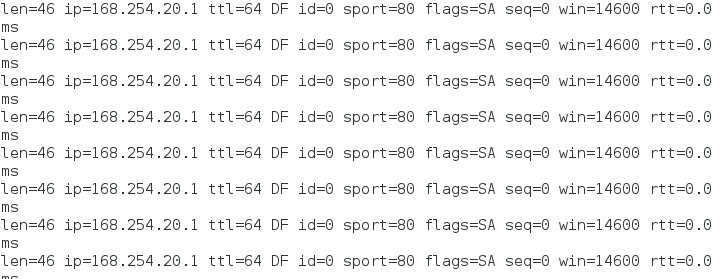 len=46 ip=168.254.20.1 ttl=64 DF id=0 sport=80 flags=SA seq=0 win=14600 rtt=0.0
ms
len=46 ip=168.254.20.1 ttl=64 DF id=0 sport=80 flags=SA seq=0 win=14600 rtt=0.0
ms
len=46 ip=168.254.20.1 ttl=64 DF id=0 sport=80 flags=SA seq=0 win=14600 rtt=0.0
ms
len=46 ip=168.254.20.1 ttl=64 DF id=0 sport=80 flags=SA seq=0 win=14600 rtt=0.0
ms
len=46 ip=168.254.20.1 ttl=64 DF id=0 sport=80 flags=SA seq=0 win=14600 rtt=0.0
ms
len=46 ip=168.254.20.1 ttl=64 DF id=0 sport=80 flags=SA seq=0 win=14600 rtt=0.0
ms
len=46 ip=168.254.20.1 ttl=64 DF id=0 sport=80 flags=SA seq=0 win=14600 rtt=0.0
ms
len=46 ip=168.254.20.1 ttl=64 DF id=0 sport=80 flags=SA seq=0 win=14600 rtt=0.0
ms